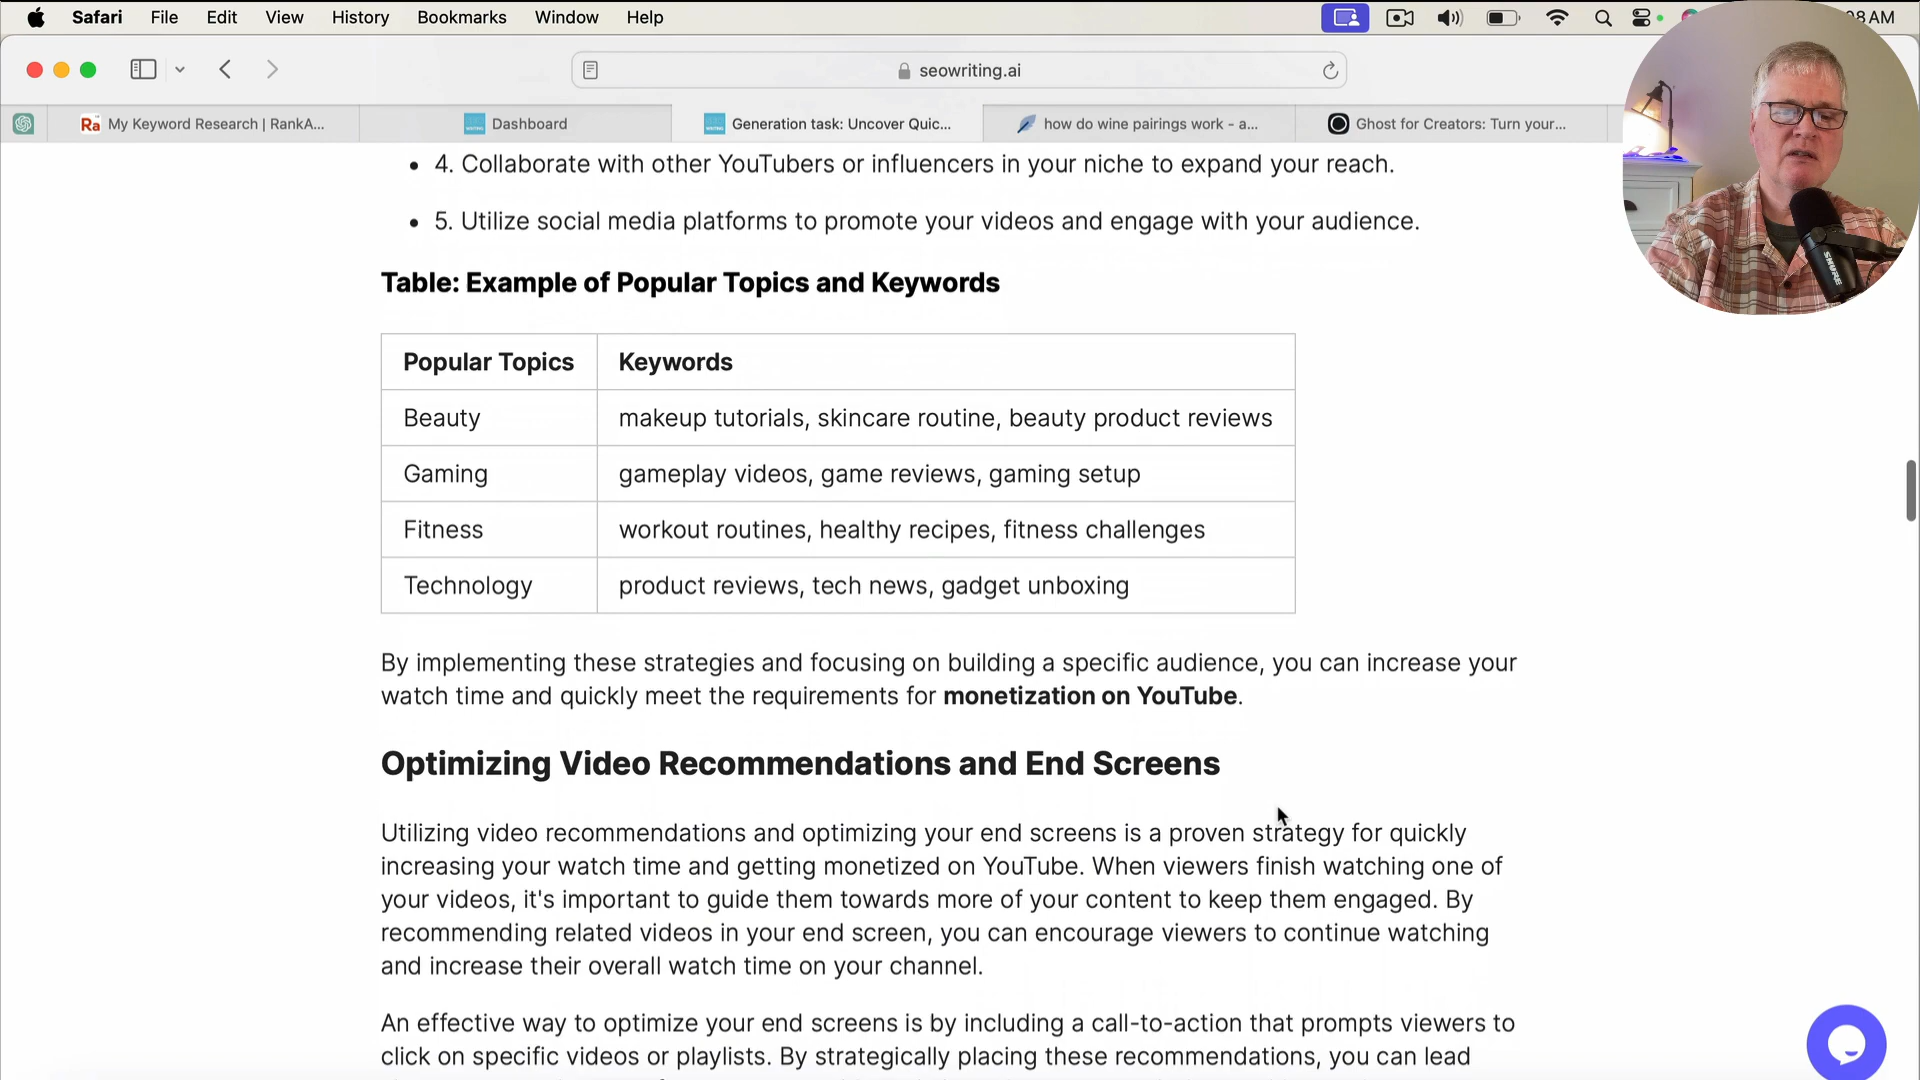 Safari File Edit View History Bookmarks Window Help
8 AM
seowriting.ai
Ra My Keyword Research | RankA...
Dashboard
Generation task: Uncover Quic...
how do wine pairings work - a...
Ghost for Creators: Turn your...
• 4. Collaborate with other YouTubers or influencers in your niche to expand your reach.
• 5. Utilize social media platforms to promote your videos and engage with your audience.
Table: Example of Popular Topics and Keywords
Popular Topics Keywords
Beauty makeup tutorials, skincare routine, beauty product reviews
Gaming gameplay videos, game reviews, gaming setup
Fitness workout routines, healthy recipes, fitness challenges
Technology product reviews, tech news, gadget unboxing
By implementing these strategies and focusing on building a specific audience, you can increase your
watch time and quickly meet the requirements for monetization on YouTube.
Optimizing Video Recommendations and End Screens
Utilizing video recommendations and optimizing your end screens is a proven strategy for quickly
increasing your watch time and getting monetized on YouTube. When viewers finish watching one of
your videos, it's important to guide them towards more of your content to keep them engaged. By
recommending related videos in your end screen, you can encourage viewers to continue watching
and increase their overall watch time on your channel.
An effective way to optimize your end screens is by including a call-to-action that prompts viewers to
click on specific videos or playlists. By strategically placing these recommendations, you can lead
SHURE